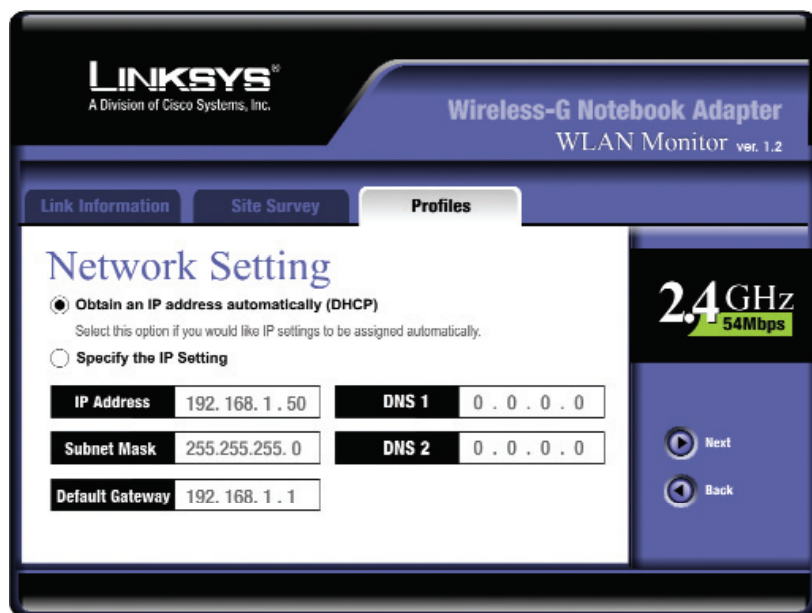 LINKSYS®
A Division of Cisco Systems, Inc.
Wireless-G Notebook Adapter
WLAN Monitor ver. 1.2
Link Information
Site Survey
Profiles
Network Setting
Obtain an IP address automatically (DHCP)
Select this option if you would like IP settings to be assigned automatically.
Specify the IP Setting
IP Address 192. 168. 1 . 50 DNS 1 0 . 0 . 0 . 0
Subnet Mask 255.255.255. 0 DNS 2 0 . 0 . 0 . 0
Default Gateway 192. 168. 1 . 1
2.4 GHz
54Mbps
Next
Back